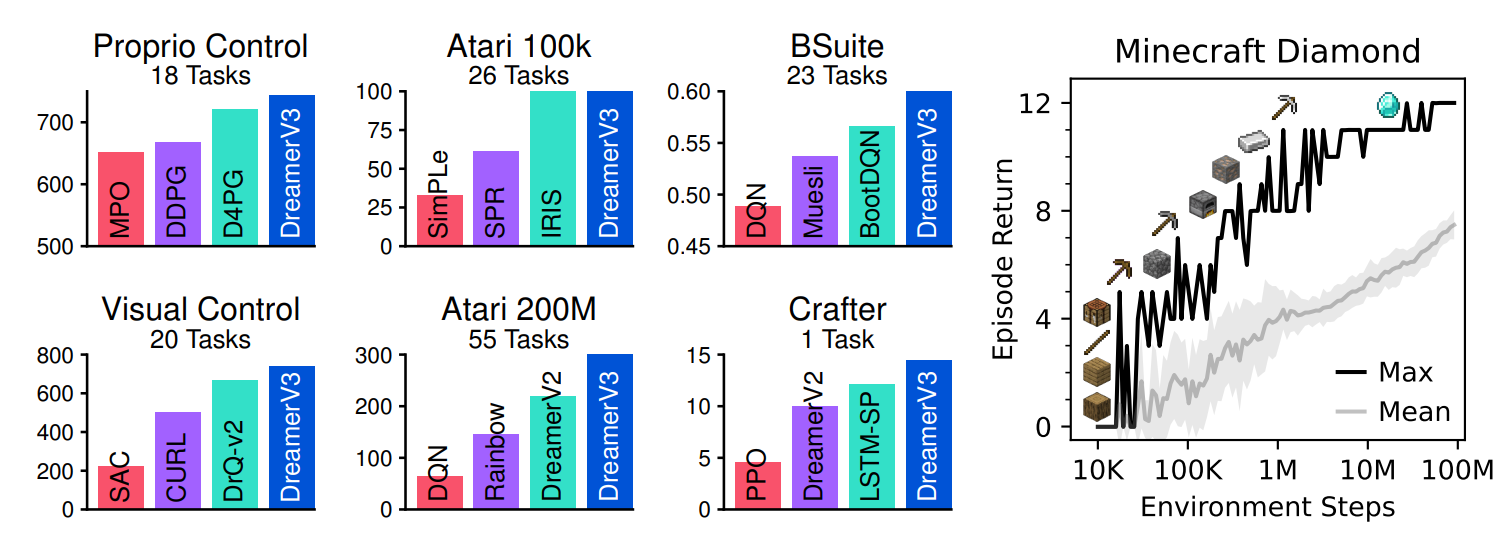 Proprio Control
18 Tasks
700
600
500
MPO
DDPG
D4PG
DreamerV3
Atari 100k
26 Tasks
100
75
50
25
0
SimPLe
SPR
IRIS
DreamerV3
BSuite
23 Tasks
0.60
0.55
0.50
0.45
DQN
Muesli
BootDQN
DreamerV3
Visual Control
20 Tasks
800
600
400
200
0
SAC
CURL
DrQ-v2
DreamerV3
Atari 200M
55 Tasks
300
200
100
0
DQN
Rainbow
DreamerV2
DreamerV3
Crafter
1 Task
15
10
5
0
PPO
DreamerV2
LSTM-SP
DreamerV3
Minecraft Diamond
Episode Return
12
8
4
0
Max
Mean
10K 100K 1M 10M 100M
Environment Steps